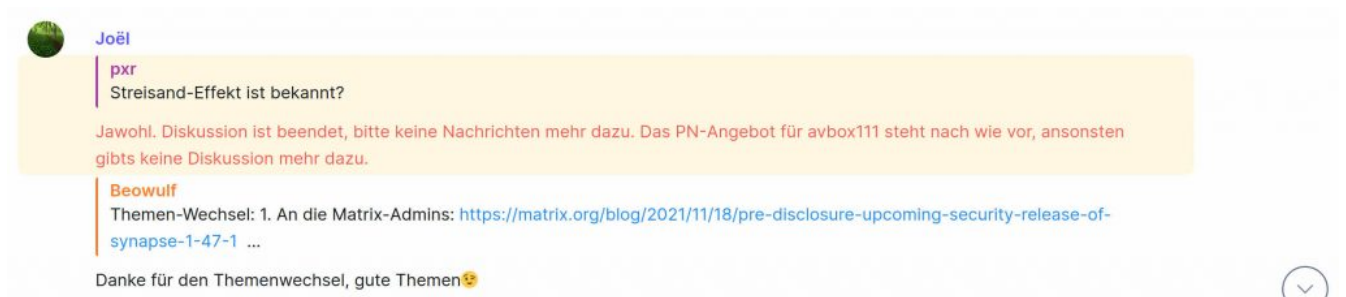 Joël
pxr
Streisand-Effekt ist bekannt?
Jawohl. Diskussion ist beendet, bitte keine Nachrichten mehr dazu. Das PN-Angebot für avbox111 steht nach wie vor, ansonsten
gibts keine Diskussion mehr dazu.
Beowulf
Themen-Wechsel: 1. An die Matrix-Admins: https://matrix.org/blog/2021/11/18/pre-disclosure-upcoming-security-release-of-
synapse-1-47-1 ...
Danke für den Themenwechsel, gute Themen😉